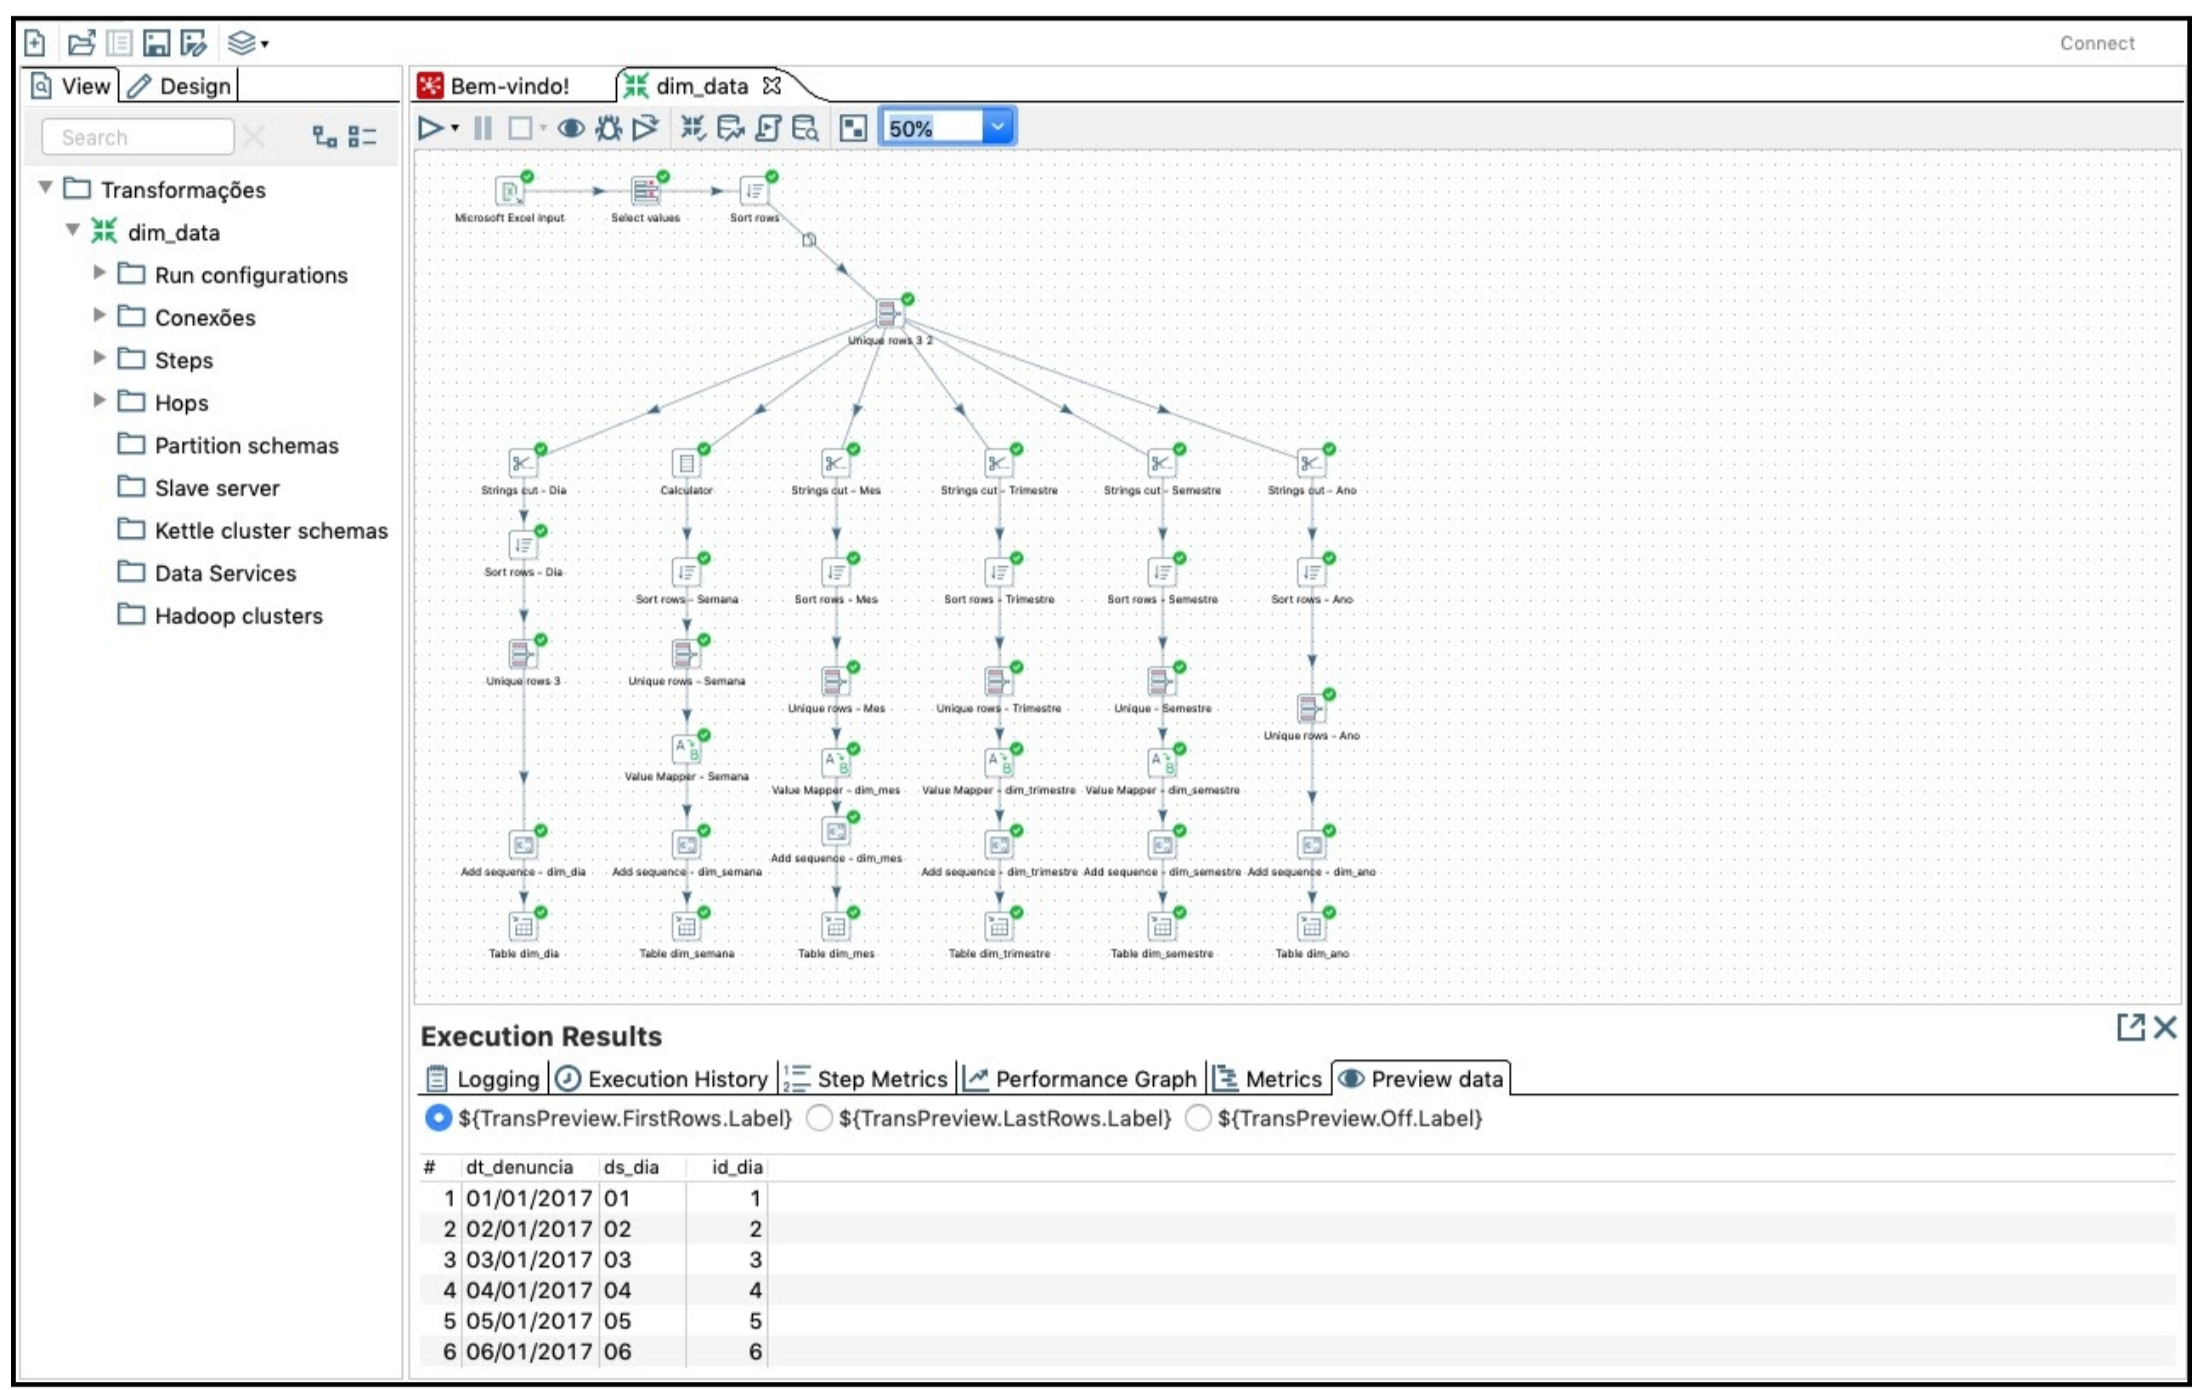 Connect
View Design
Bem-vindo! dim_data
Search
50%
Transformações
dim_data
Run configurations
Conexões
Steps
Hops
Partition schemas
Slave server
Kettle cluster schemas
Data Services
Hadoop clusters
Microsoft Excel input Select values Sort rows
Unique rows 3 2
Strings cut - Dia Calculator Strings cut - Mes Strings cut - Trimestre Strings cut - Semestre Strings cut - Ano
Sort rows - Dia
Sort rows - Semana Sort rows - Mes Sort rows - Trimestre Sort rows - Semestre Sort rows - Ano
Unique rows 3 Unique rows - Semana
Unique rows - Mes Unique rows - Trimestre Unique - Semestre
Unique rows - Ano
Value Mapper - Semana
Value Mapper - dim_mes Value Mapper - dim_trimestre Value Mapper - dim_semestre
Add sequence - dim_mes
Add sequence - dim_dia Add sequence - dim_semana Add sequence - dim_trimestre Add sequence - dim_semestre Add sequence - dim_ano
Table dim_dia Table dim_semana Table dim_mes Table dim_trimestre Table dim_semestre Table dim_ano
Execution Results
Logging Execution History Step Metrics Performance Graph Metrics Preview data
${TransPreview.FirstRows.Label} ${TransPreview.LastRows.Label} ${TransPreview.Off.Label}
# dt_denuncia ds_dia id_dia
1 01/01/2017 01 1
2 02/01/2017 02 2
3 03/01/2017 03 3
4 04/01/2017 04 4
5 05/01/2017 05 5
6 06/01/2017 06 6